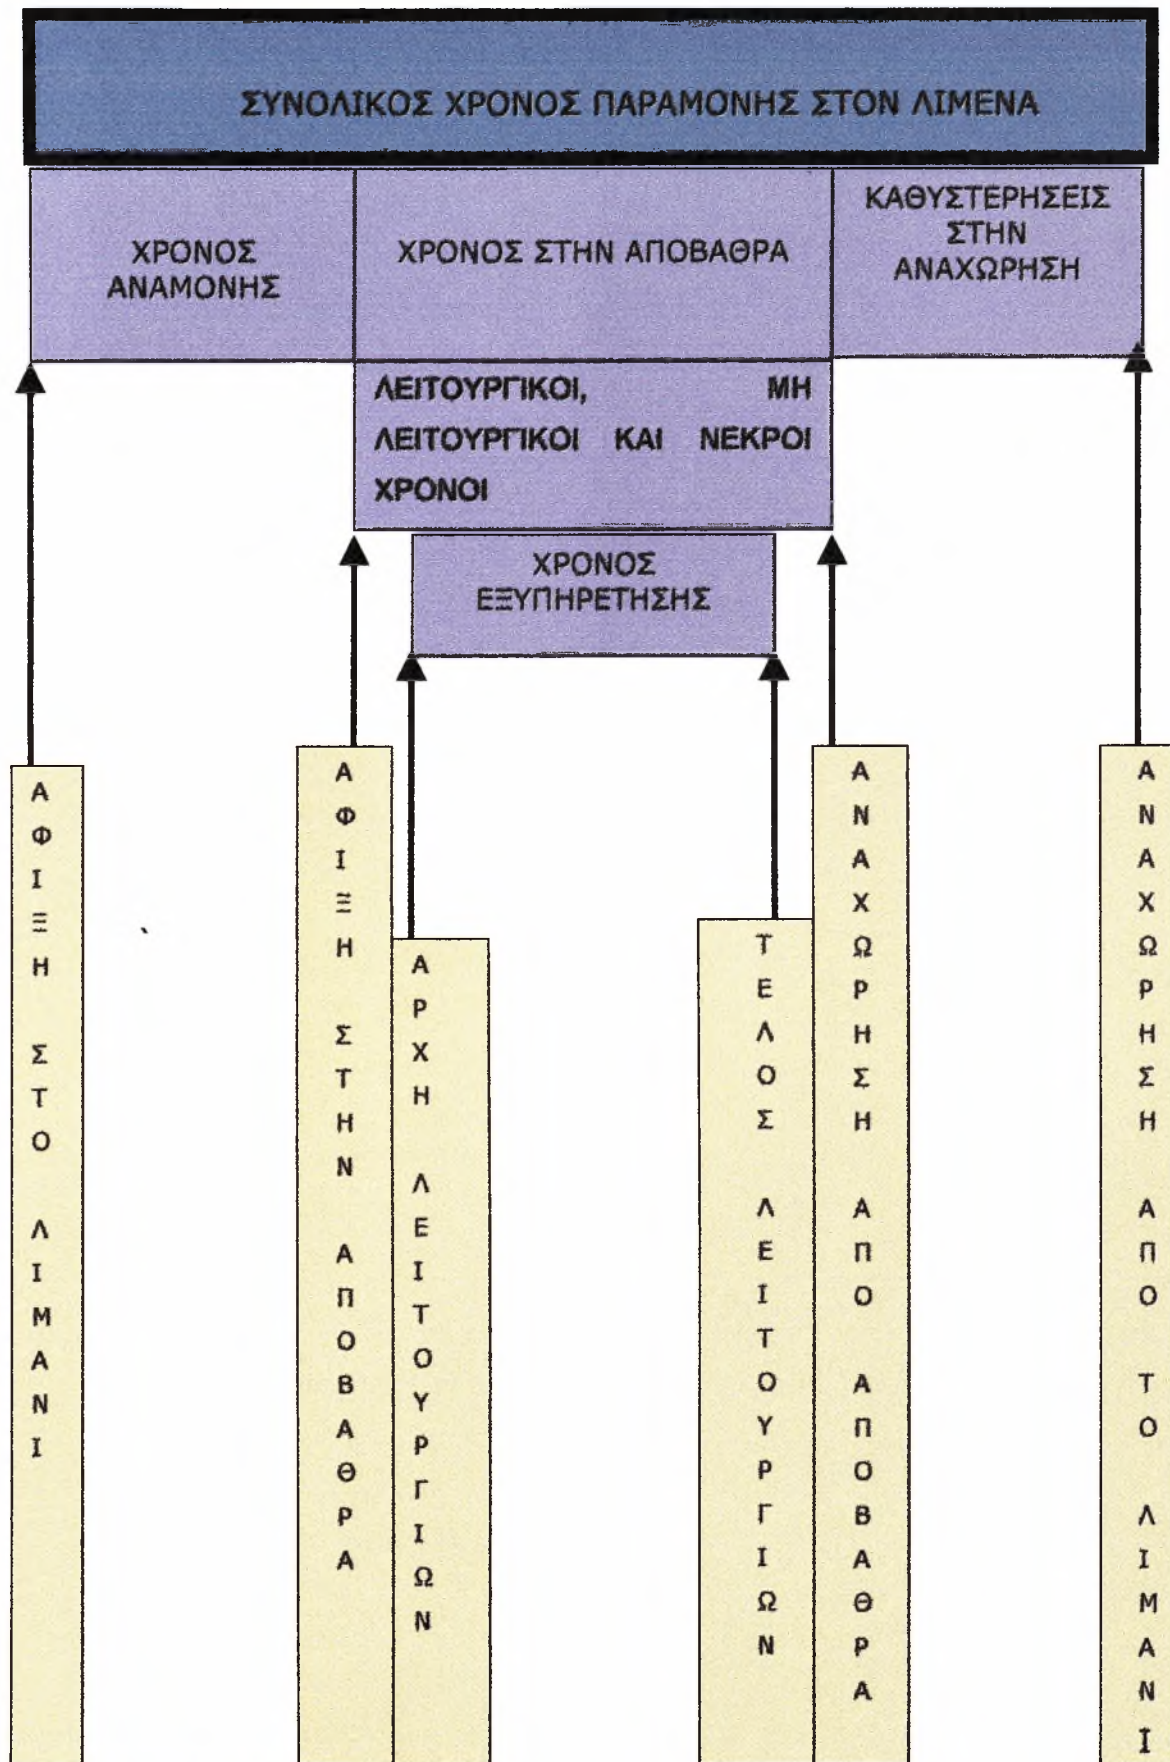 ΣΥΝΟΛΙΚΟΣ ΧΡΟΝΟΣ ΠΑΡΑΜΟΝΗΣ ΣΤΟΝ ΛΙΜΕΝΑ
ΧΡΟΝΟΣ
ΑΝΑΜΟΝΗΣ
ΧΡΟΝΟΣ ΣΤΗΝ ΑΠΟΒΑΘΡΑ
ΚΑΘΥΣΤΕΡΗΣΕΙΣ
ΣΤΗΝ
ΑΝΑΧΩΡΗΣΗ
ΛΕΙΤΟΥΡΓΙΚΟΙ, ΜΗ
ΛΕΙΤΟΥΡΓΙΚΟΙ ΚΑΙ ΝΕΚΡΟΙ
ΧΡΟΝΟΙ
ΧΡΟΝΟΣ
ΕΞΥΠΗΡΕΤΗΣΗΣ
ΑΦΙΞΗ ΣΤΟ ΛΙΜΑΝΙ
ΑΦΙΞΗ ΣΤΗΝ ΑΠΟΒΑΘΡΑ
ΑΡΧΗ ΛΕΙΤΟΥΡΓΙΩΝ
ΤΕΛΟΣ ΛΕΙΤΟΥΡΓΙΩΝ
ΑΝΑΧΩΡΗΣΗ ΑΠΟ ΑΠΟΒΑΘΡΑ
ΑΝΑΧΩΡΗΣΗ ΑΠΟ ΤΟ ΛΙΜΑΝΙ